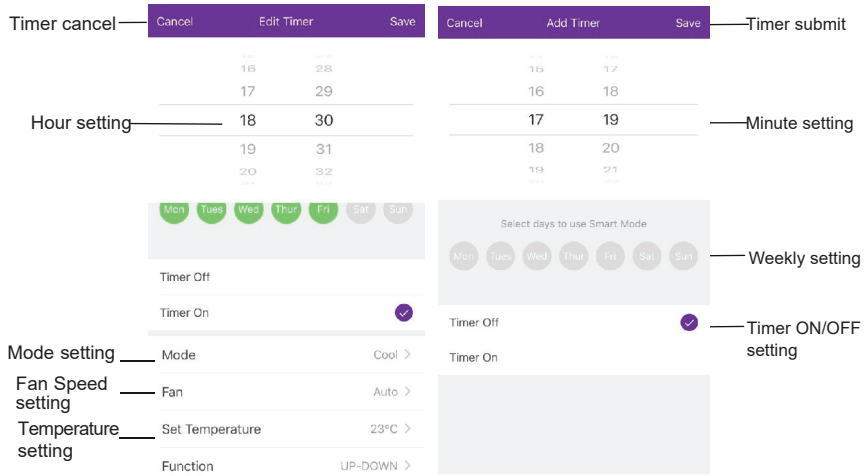 Timer cancel
Cancel Edit Timer Save
Cancel Add Timer Save
Timer submit
16 28
17 29
Hour setting
18 30
19 31
20 32
15 17
16 18
17 19
Minute setting
18 20
19 21
Mon Tues Wed Thur Fri Sat Sun
Select days to use Smart Mode
Mon Tues Wed Thur Fri Sat Sun
Weekly setting
Timer Off
Timer On
Timer Off
Timer On
Timer ON/OFF
setting
Mode setting
Mode Cool >
Fan Speed
setting
Fan Auto >
Temperature
setting
Set Temperature 23°C >
Function UP-DOWN >